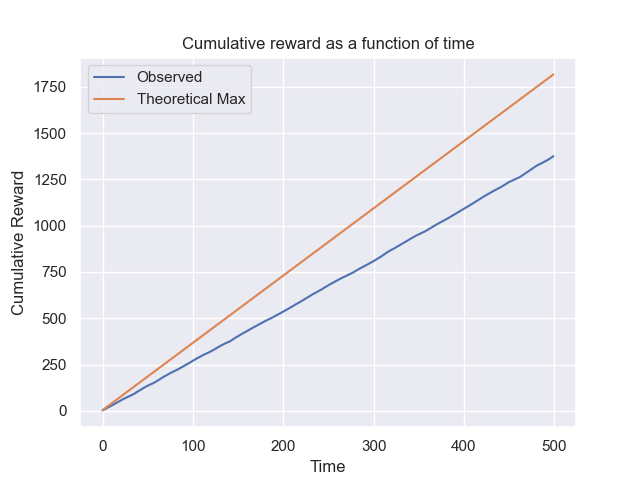 Cumulative reward as a function of time
Observed
Theoretical Max
Cumulative Reward
1750
1500
1250
1000
750
500
250
0
0 100 200 300 400 500
Time